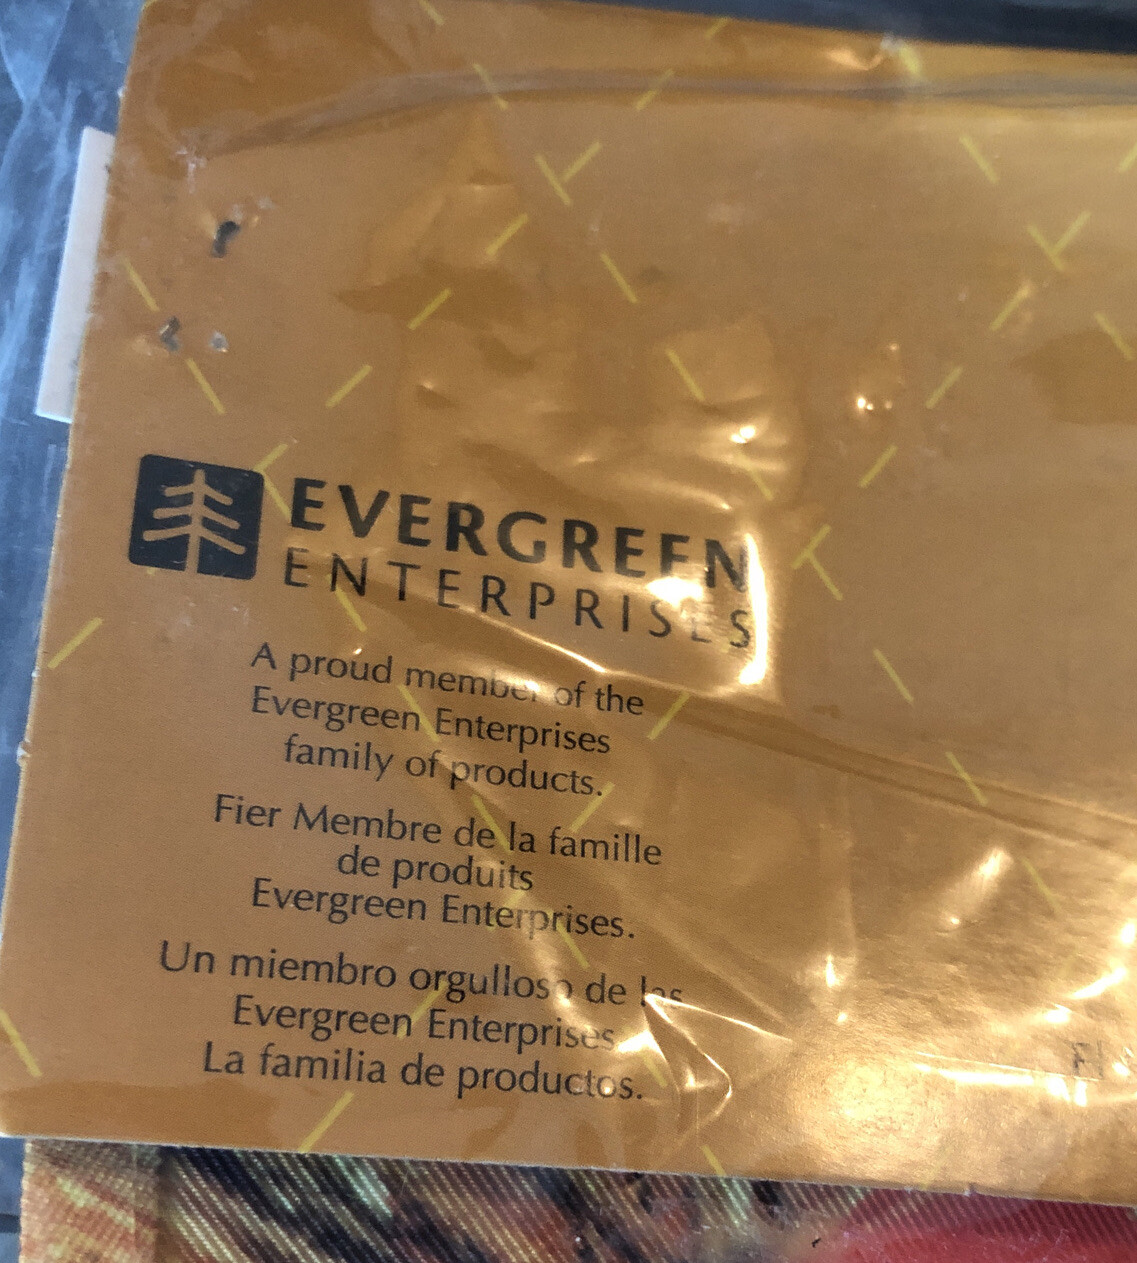 EVERGREEN
ENTERPRISES
A proud member of the
Evergreen Enterprises
family of products.
Fier Membre de la famille
de produits
Evergreen Enterprises.
Un miembro orgulloso de las
Evergreen Enterprises
La familia de productos.